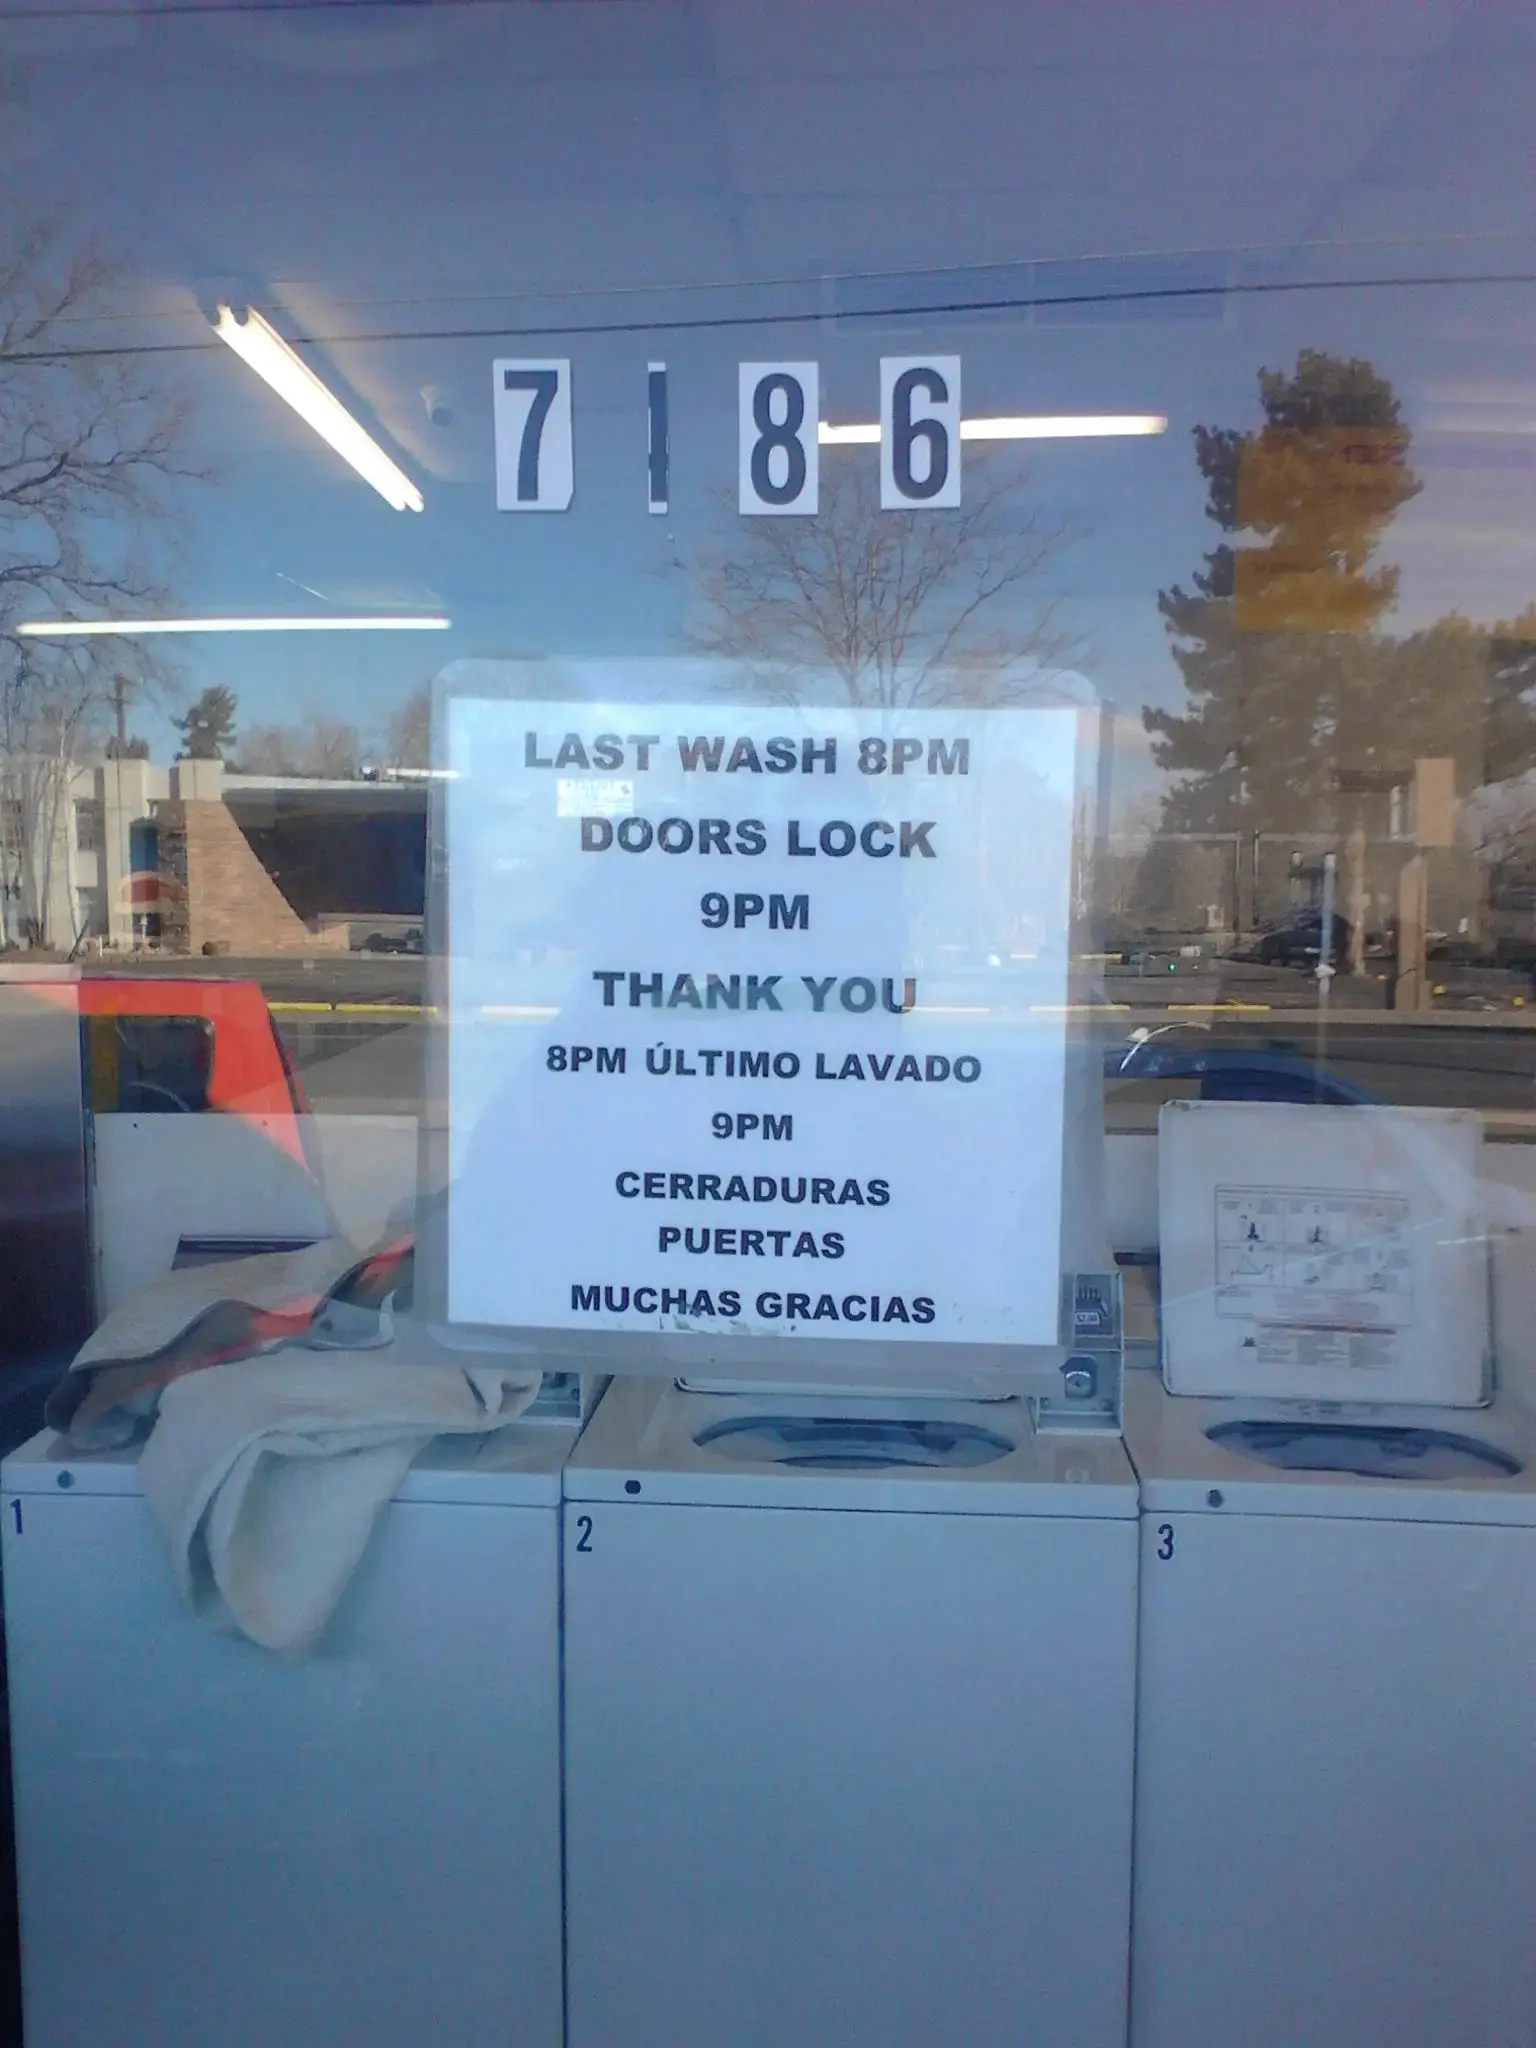 7186
LAST WASH 8PM
DOORS LOCK
9PM
THANK YOU
8PM ÚLTIMO LAVADO
9PM
CERRADURAS
PUERTAS
MUCHAS GRACIAS
1
2
3